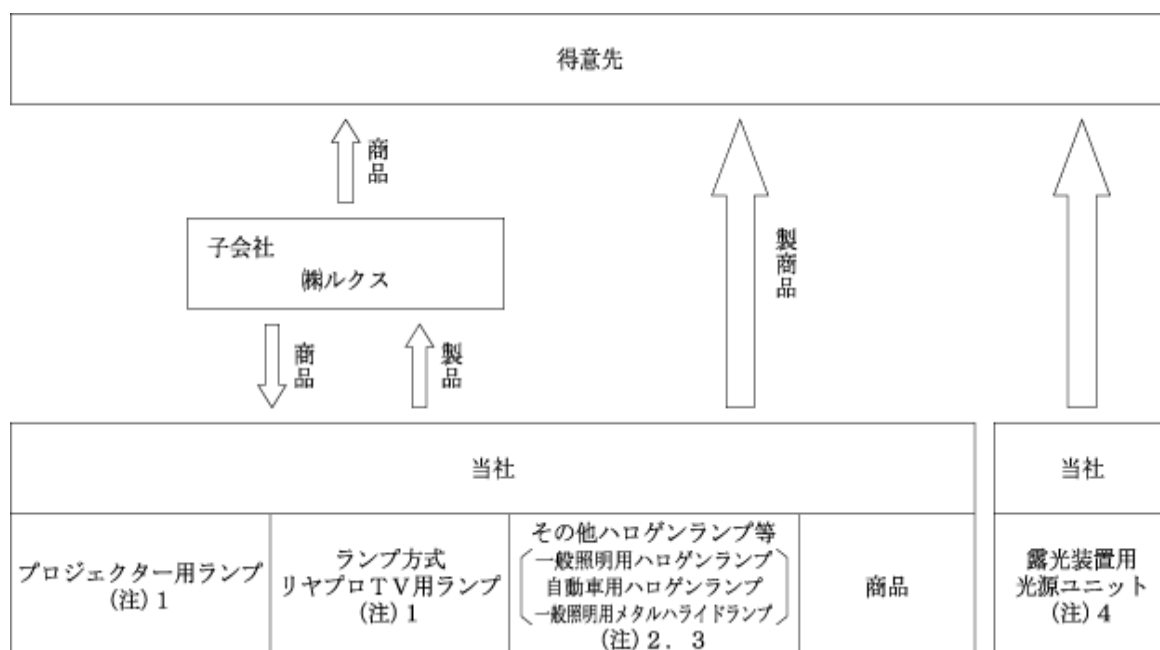 得意先
商品
子会社
㈱ルクス
製商品
商品
製品
当社
当社
プロジェクター用ランプ
(注)1
ランプ方式
リヤプロTV用ランプ
(注)1
その他ハロゲンランプ等
一般照明用ハロゲンランプ
自動車用ハロゲンランプ
一般照明用メタルハライドランプ
(注)2．3
商品
露光装置用
光源ユニット
(注)4